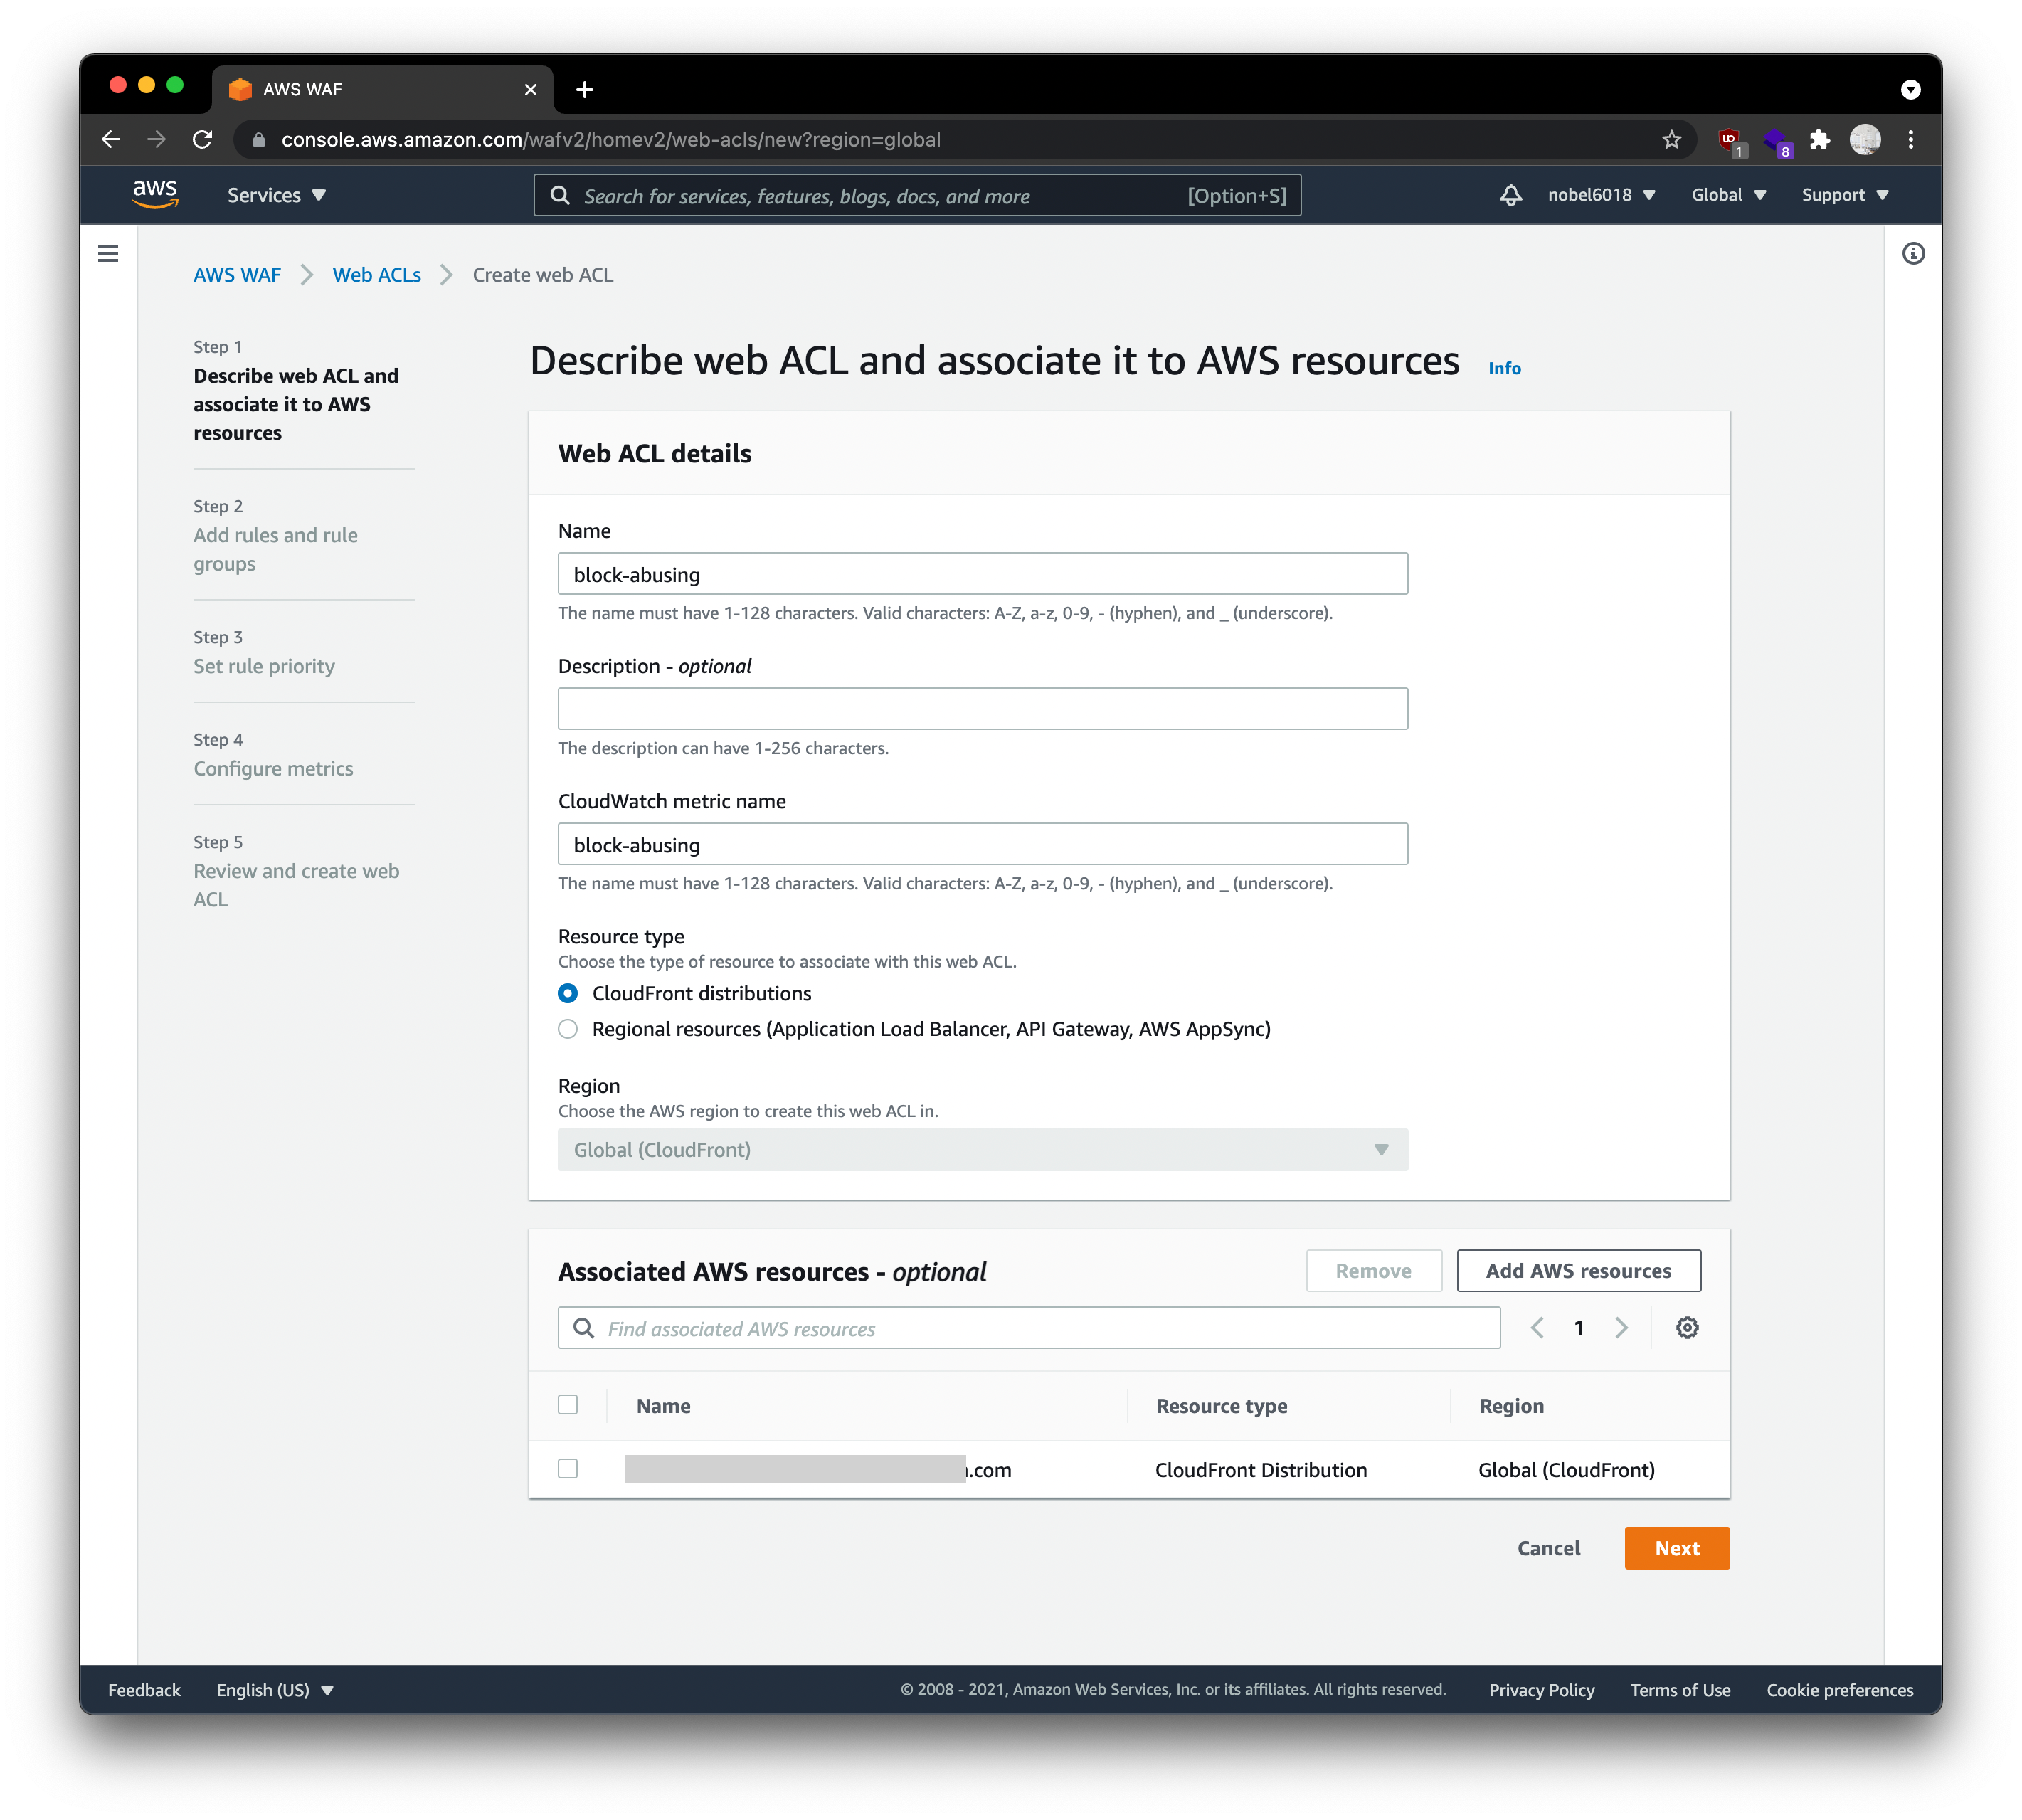 AWS WAF
console.aws.amazon.com/wafv2/homev2/web-acls/new?region=global
1
8
aws
Services
Search for services, features, blogs, docs, and more
[Option+S]
nobel6018
Global
Support
AWS WAF
Web ACLs
Create web ACL
Step 1
Describe web ACL and
associate it to AWS
resources
Step 2
Add rules and rule
groups
Step 3
Set rule priority
Step 4
Configure metrics
Step 5
Review and create web
ACL
Describe web ACL and associate it to AWS resources Info
Web ACL details
Name
block-abusing
The name must have 1-128 characters. Valid characters: A-Z, a-z, 0-9, - (hyphen), and _ (underscore).
Description - optional
The description can have 1-256 characters.
CloudWatch metric name
block-abusing
The name must have 1-128 characters. Valid characters: A-Z, a-z, 0-9, - (hyphen), and _ (underscore).
Resource type
Choose the type of resource to associate with this web ACL.
CloudFront distributions
Regional resources (Application Load Balancer, API Gateway, AWS AppSync)
Region
Choose the AWS region to create this web ACL in.
Global (CloudFront)
Associated AWS resources - optional
Remove
Add AWS resources
Find associated AWS resources
1
Name
Resource type
Region
.com
CloudFront Distribution
Global (CloudFront)
Cancel
Next
Feedback
English (US)
© 2008 - 2021, Amazon Web Services, Inc. or its affiliates. All rights reserved.
Privacy Policy
Terms of Use
Cookie preferences